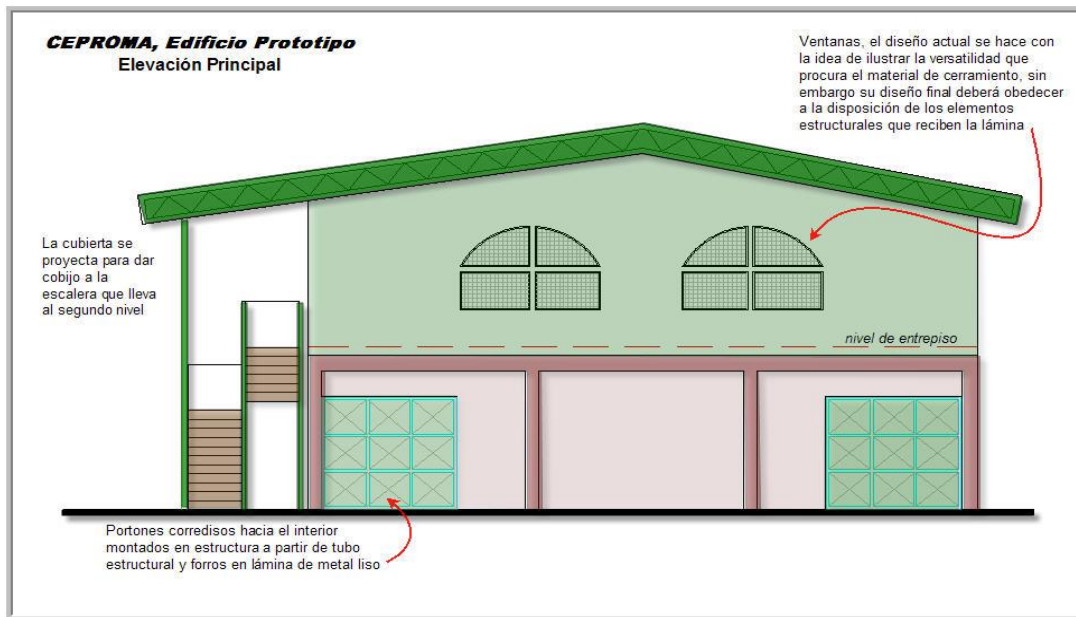 CEPROMA, Edificio Prototipo
Elevación Principal
Ventanas, el diseño actual se hace con
la idea de ilustrar la versatilidad que
procura el material de cerramiento, sin
embargo su diseño final deberá obedecer
a la disposición de los elementos
estructurales que reciben la lámina
La cubierta se
proyecta para dar
cobijo a la
escalera que lleva
al segundo nivel
nivel de entrepiso
Portones corredisos hacia el interior
montados en estructura a partir de tubo
estructural y forros en lámina de metal liso